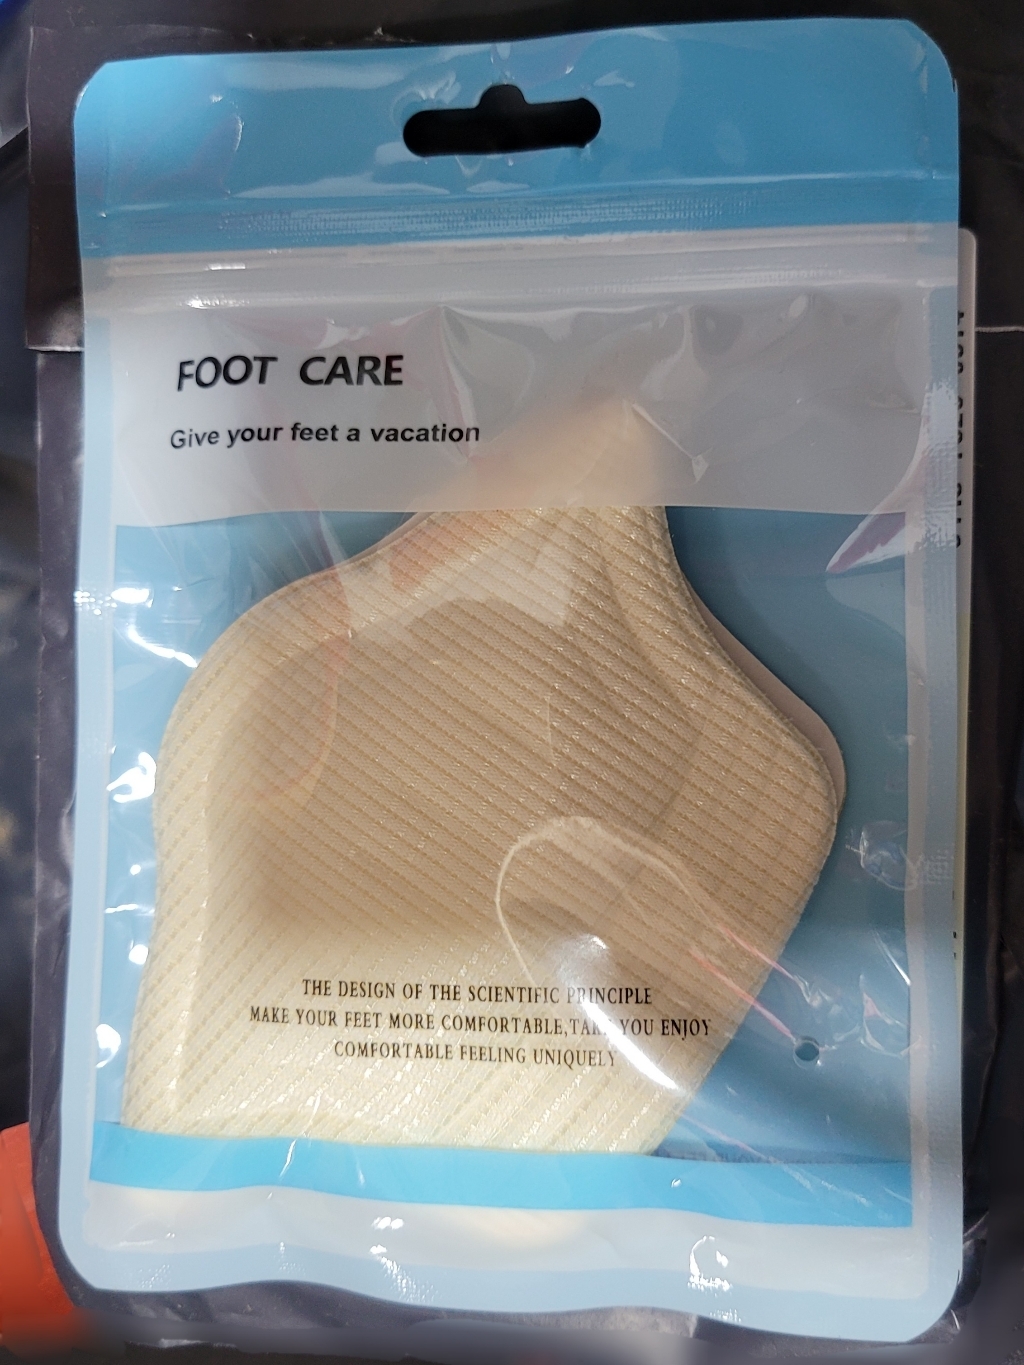 FOOT CARE
Give your feet a vacation
THE DESIGN OF THE SCIENTIFIC PRINCIPLE
MAKE YOUR FEET MORE COMFORTABLE,TAKE YOU ENJOY
COMFORTABLE FEELING UNIQUELY